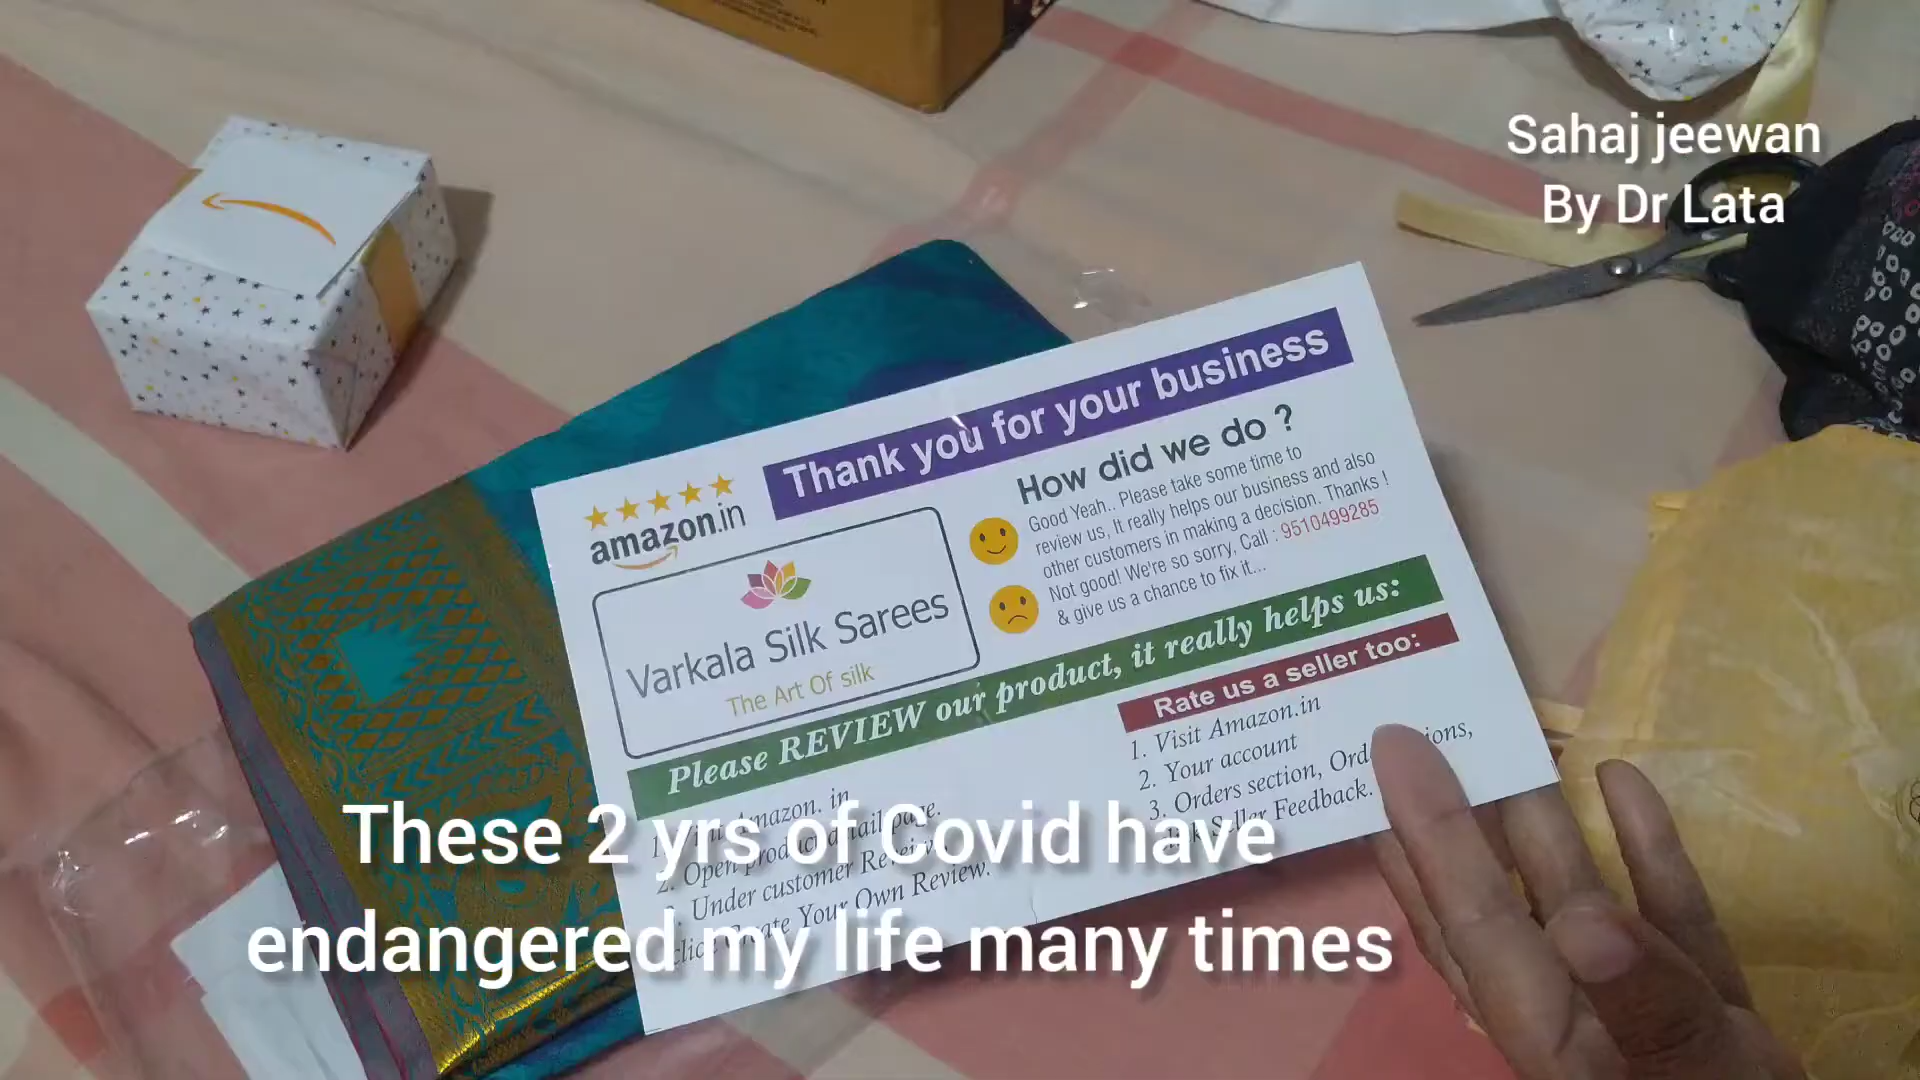 Sahaj jeewan
By Dr Lata
Thank you for your business
amazon.in
Varkala Silk Sarees
The Art Of silk
How did we do ?
Good Yeah.. Please take some time to
review us, It really helps our business and also
other customers in making a decision. Thanks !
Not good! We're so sorry, Call : 9510499285
& give us a chance to fix it...
Please REVIEW our product, it really helps us:
Amazon. in
2. Open product
Under customer
Your Own Review.
Rate us a seller too:
1. Visit Amazon.in
2. Your account
3. Orders section,
Feedback.
These 2 yrs of Covid have
endangered my life many times